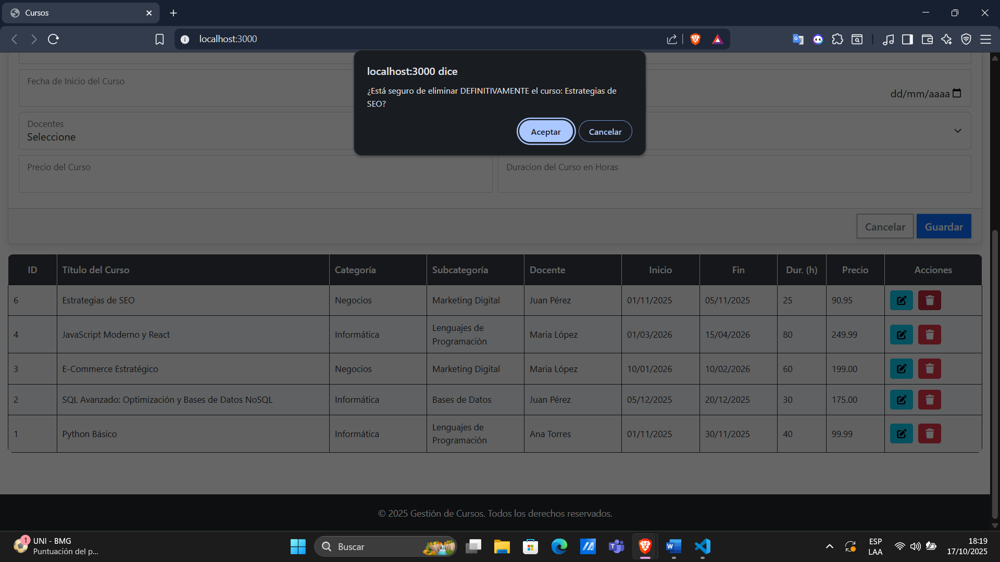 Cursos
localhost:3000
localhost:3000 dice
¿Está seguro de eliminar DEFINITIVAMENTE el curso: Estrategias de
SEO?
Aceptar
Cancelar
Fecha de Inicio del Curso
dd/mm/aaaa
Docentes
Seleccione
Precio del Curso
Duracion del Curso en Horas
Cancelar
Guardar
ID Título del Curso Categoría Subcategoría Docente Inicio Fin Dur. (h) Precio Acciones
6 Estrategias de SEO Negocios Marketing Digital Juan Pérez 01/11/2025 05/11/2025 25 90.95
4 JavaScript Moderno y React Informática Lenguajes de
Programación Maria López 01/03/2026 15/04/2026 80 249.99
3 E-Commerce Estratégico Negocios Marketing Digital Maria López 10/01/2026 10/02/2026 60 199.00
2 SQL Avanzado: Optimización y Bases de Datos NoSQL Informática Bases de Datos Juan Pérez 05/12/2025 20/12/2025 30 175.00
1 Python Básico Informática Lenguajes de
Programación Ana Torres 01/11/2025 30/11/2025 40 99.99
© 2025 Gestión de Cursos. Todos los derechos reservados.
1
UNI - BMG
Puntuación del p...
Buscar
ESP
LAA
18:19
17/10/2025